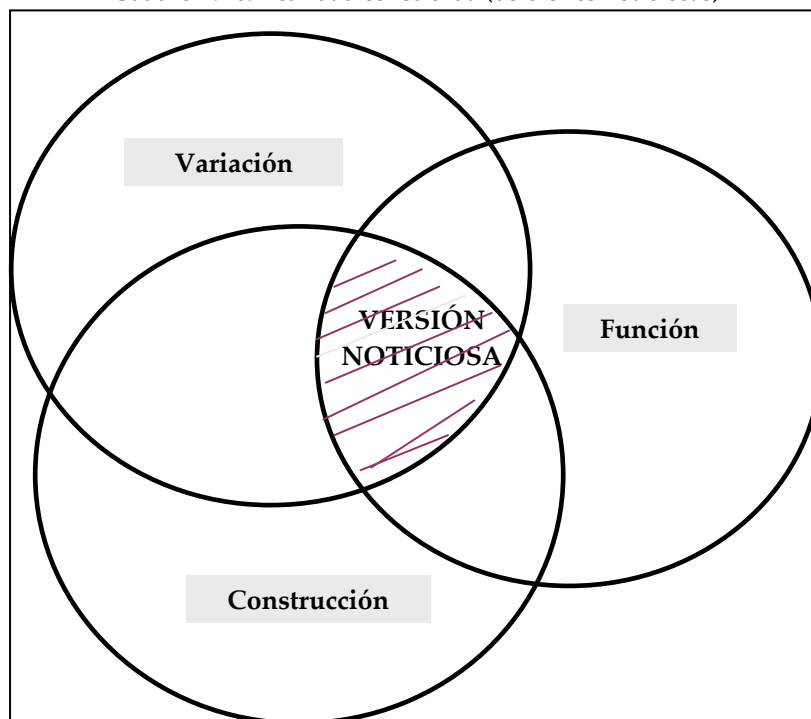 Variación
VERSIÓN
NOTICIOSA
Función
Construcción